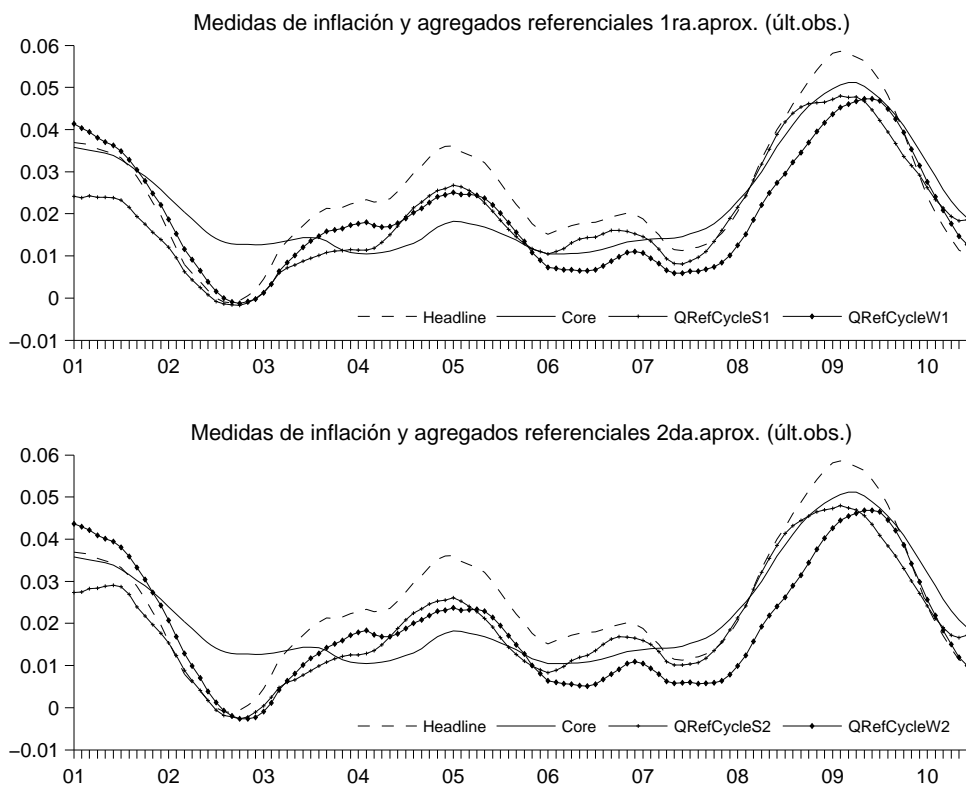 Medidas de inflación y agregados referenciales 1ra.aprox. (últ.obs.)
0.06
0.05
0.04
0.03
0.02
0.01
0
−0.01
Headline Core QRefCycleS1 QRefCycleW1
01 02 03 04 05 06 07 08 09 10
Medidas de inflación y agregados referenciales 2da.aprox. (últ.obs.)
0.06
0.05
0.04
0.03
0.02
0.01
0
−0.01
Headline Core QRefCycleS2 QRefCycleW2
01 02 03 04 05 06 07 08 09 10